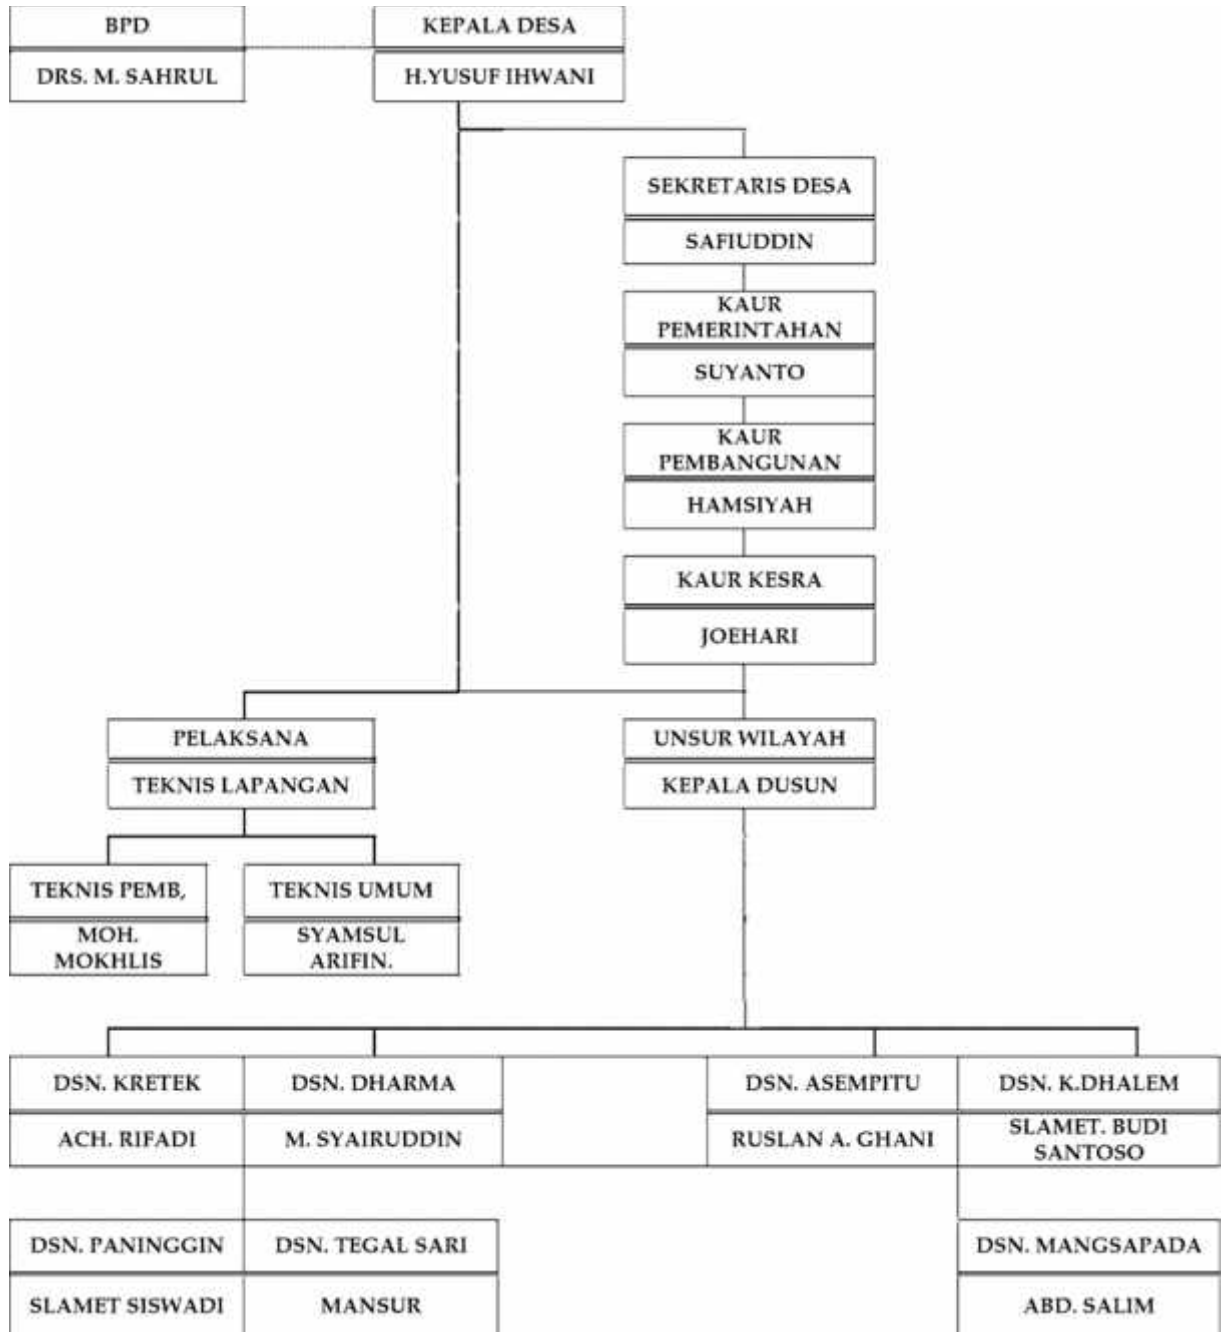 BPD
DRS. M. SAHRUL
KEPALA DESA
H.YUSUF IHWANI
SEKRETARIS DESA
SAFIUDDIN
KAUR
PEMERINTAHAN
SUYANTO
KAUR
PEMBANGUNAN
HAMSIYAH
KAUR KESRA
JOEHARI
PELAKSANA
TEKNIS LAPANGAN
UNSUR WILAYAH
KEPALA DUSUN
TEKNIS PEMB,
MOH.
MOKHLIS
TEKNIS UMUM
SYAMSUL
ARIFIN.
DSN. KRETEK
ACH. RIFADI
DSN. DHARMA
M. SYAIRUDDIN
DSN. ASEMPITU
RUSLAN A. GHANI
DSN. K.DHALEM
SLAMET. BUDI
SANTOSO
DSN. PANINGGIN
SLAMET SISWADI
DSN. TEGAL SARI
MANSUR
DSN. MANGSAPADA
ABD. SALIM